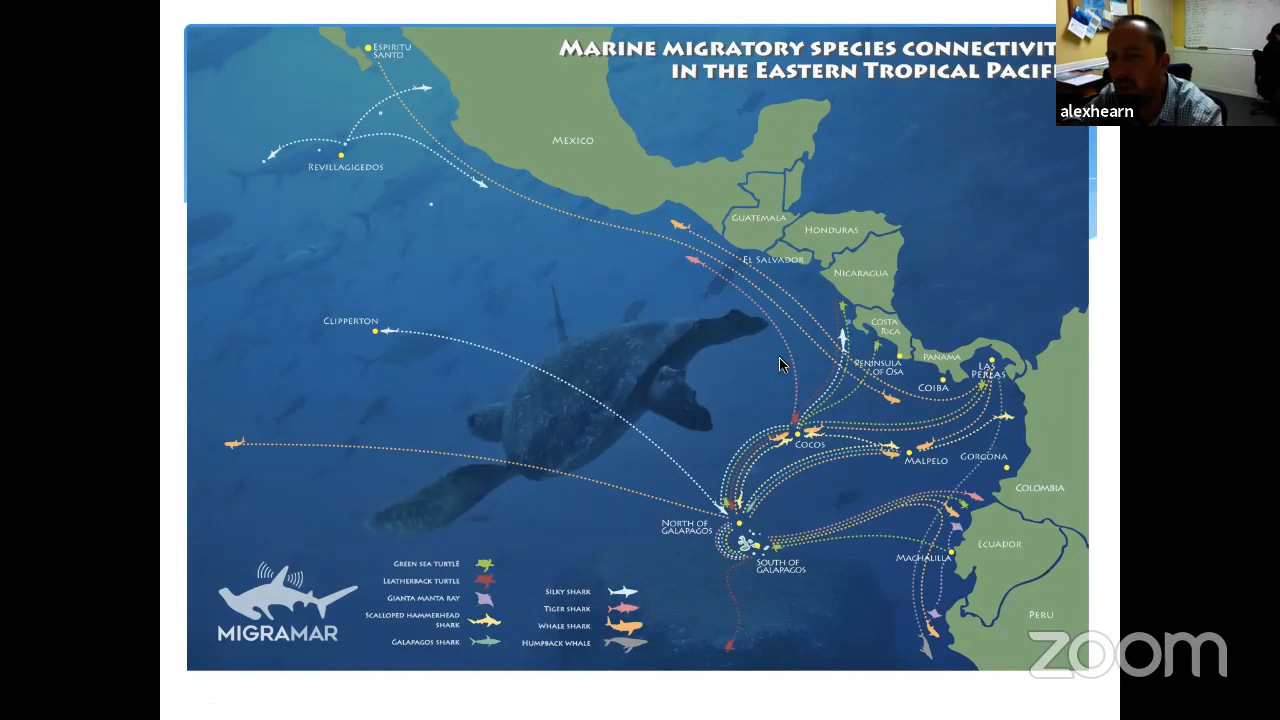 MARINE MIGRATORY SPECIES CONNECTIVIT
IN THE EASTERN TROPICAL PACIF
alexhearn
ESPIRITU
SANTO
MEXICO
REVILLAGIGEDOS
GUATEMALA
HONDURAS
EL SALVADOR
NICARAGUA
CLIPPERTON
COSTA
RICA
PENINSULA
OF OSA
PANAMA
LAS
PERLAS
COIBA
COCOS
MALPELO
GORGONA
COLOMBIA
NORTH OF
GALAPAGOS
SOUTH OF
GALAPAGOS
MACHALILLA
ECUADOR
PERU
GREEN SEA TURTLE
LEATHERBACK TURTLE
GIANTA MANTA RAY
SCALLOPED HAMMERHEAD
SHARK
GALAPAGOS SHARK
SILKY SHARK
TIGER SHARK
WHALE SHARK
HUMPBACK WHALE
MIGRAMAR
zoom